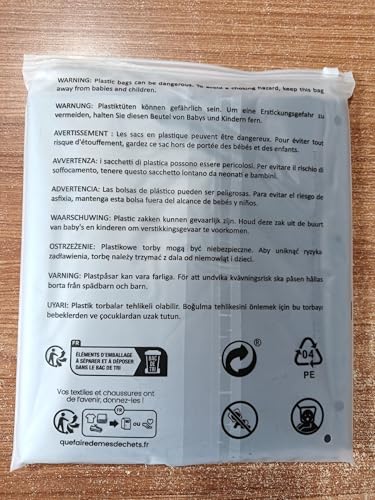 WARNING: Plastic bags can be dangerous. To avoid a choking hazard, keep this bag
away from babies and children.
WARNUNG: Plastiktüten können gefährlich sein. Um eine Erstickungsgefahr zu
vermeiden, halten Sie diesen Beutel von Babys und Kindern fern.
AVERTISSEMENT : Les sacs en plastique peuvent être dangereux. Pour éviter tout
risque d'étouffement, gardez ce sac hors de portée des bébés et des enfants.
AVVERTENZA: i sacchetti di plastica possono essere pericolosi. Per evitare il rischio di
soffocamento, tenere questo sacchetto lontano da neonati e bambini.
ADVERTENCIA: Las bolsas de plástico pueden ser peligrosas. Para evitar el riesgo de
asfixia, mantenga esta bolsa fuera del alcance de bebés y niños.
WAARSCHUWING: Plastic zakken kunnen gevaarlijk zijn. Houd deze zak uit de buurt
van baby's en kinderen om verstikkingsgevaar te voorkomen.
OSTRZEŻENIE: Plastikowe torby mogą być niebezpieczne. Aby uniknąć ryzyka
zadławienia, torbę należy trzymać z dala od niemowląt i dzieci.
VARNING: Plastpåsar kan vara farliga. För att undvika kvävningsrisk ska påsen hållas
borta från spädbarn och barn.
UYARI: Plastik torbalar tehlikeli olabilir. Boğulma tehlikesini önlemek için bu torbayı
bebeklerden ve çocuklardan uzak tutun.
FR
ÉLÉMENTS D'EMBALLAGE
À SÉPARER ET À DÉPOSER
DANS LE BAC DE TRI
BAC
DE
TRI
®
04
PE
Vos textiles et chaussures ont
de l'avenir, donnez-les !
FR
ou
quefairedemesdechets.fr